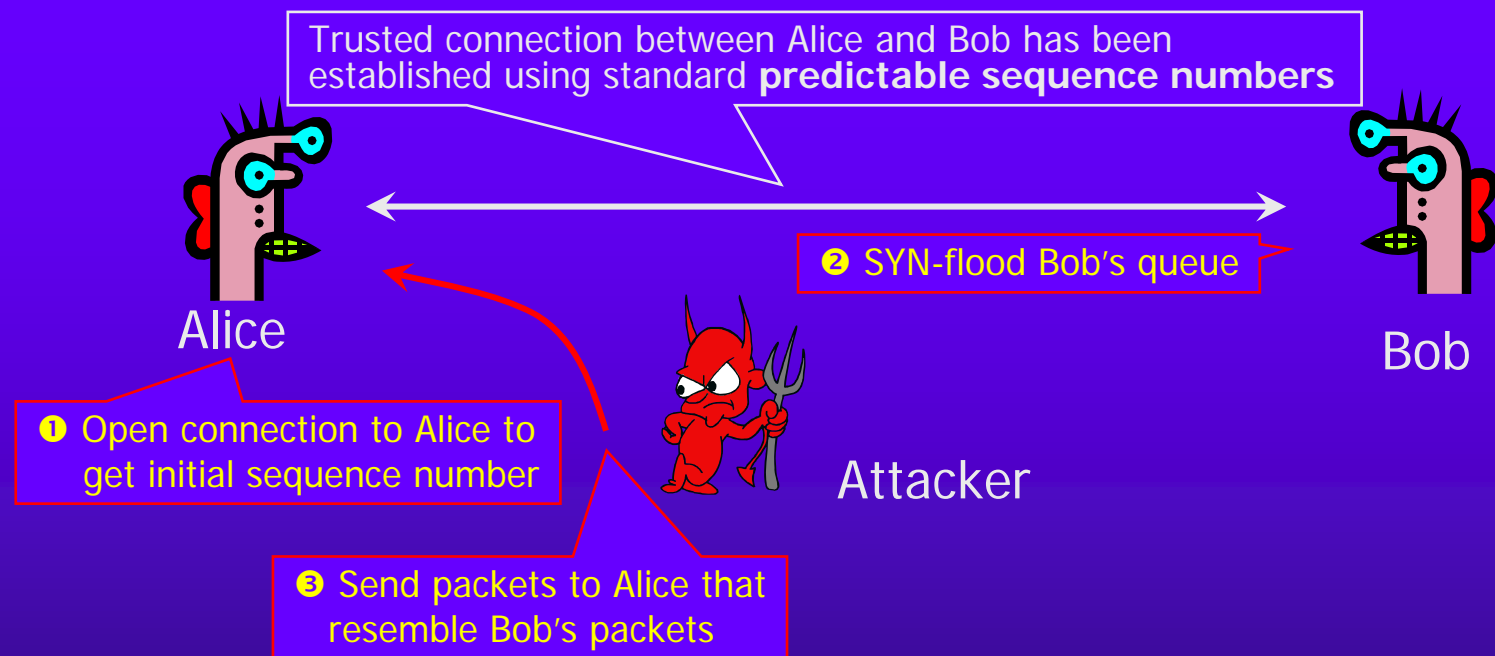 Trusted connection between Alice and Bob has been
established using standard predictable sequence numbers
❷ SYN-flood Bob's queue
Alice
Bob
❶ Open connection to Alice to
get initial sequence number
Attacker
❸ Send packets to Alice that
resemble Bob's packets